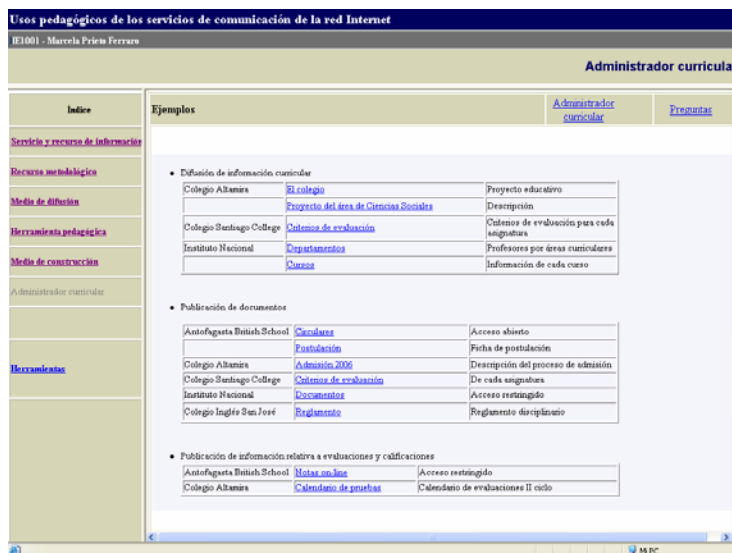 Usos pedagógicos de los servicios de comunicación de la red Internet
IE1001 - Marcela Prieto Ferraro
Administrador curricula
Índice
Servicio y recurso de información
Recurso metodológico
Medio de difusión
Herramienta pedagógica
Medio de construcción
Administrador curricular
Herramientas
Ejemplos
Administrador
curricular
Preguntas
• Difusión de información curricular
Colegio Altamira El colegio Proyecto educativo
Proyecto del área de Ciencias Sociales Descripción
Colegio Santiago College Criterios de evaluación Criterios de evaluación para cada
asignatura
Instituto Nacional Departamentos Profesores por áreas curriculares
Cursos Información de cada curso
• Publicación de documentos
Antofagasta British School Circulares Acceso abierto
Postulación Ficha de postulación
Colegio Altamira Admisión 2006 Descripción del proceso de admisión
Colegio Santiago College Criterios de evaluación De cada asignatura
Instituto Nacional Documentos Acceso restringido
Colegio Inglés San José Reglamento Reglamento disciplinario
• Publicación de información relativa a evaluaciones y calificaciones
Antofagasta British School Notas on-line Acceso restringido
Colegio Altamira Calendario de pruebas Calendario de evaluaciones II ciclo
Mi PC